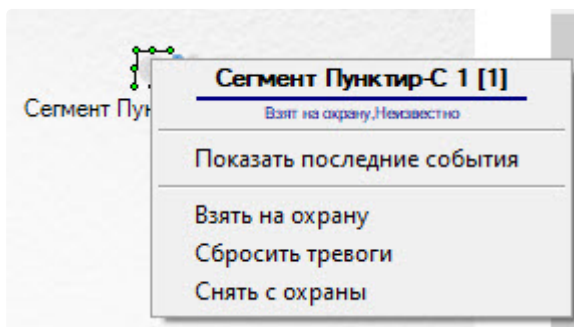 Сегмент Пунктир-С 1 [1]
Сегмент Пун
Взят на охрану,Неизвестно
Показать последние события
Взять на охрану
Сбросить тревоги
Снять с охраны